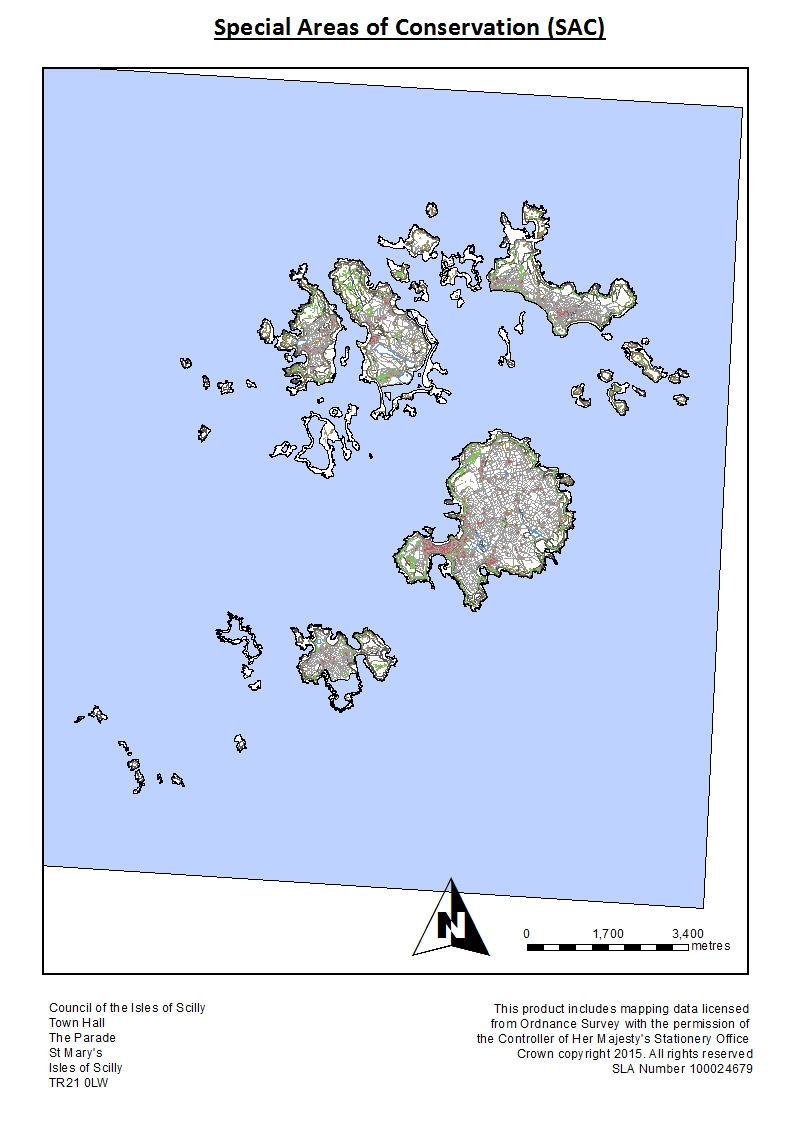 Special Areas of Conservation (SAC)
N
0 1,700 3,400
metres
Council of the Isles of Scilly
Town Hall
The Parade
St Mary's
Isles of Scilly
TR21 0LW
This product includes mapping data licensed
from Ordnance Survey with the permission of
the Controller of Her Majesty's Stationery Office
Crown copyright 2015. All rights reserved
SLA Number 100024679